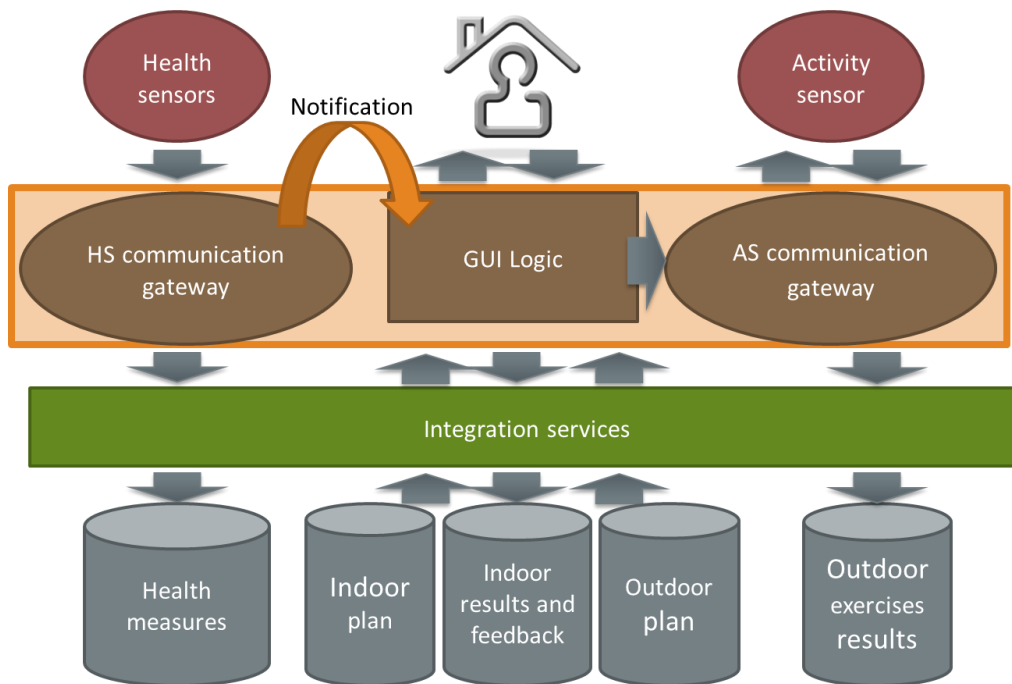 Health
sensors
Activity
sensor
Notification
HS communication
gateway
GUI Logic
AS communication
gateway
Integration services
Health
measures
Indoor
plan
Indoor
results and
feedback
Outdoor
plan
Outdoor
exercises
results